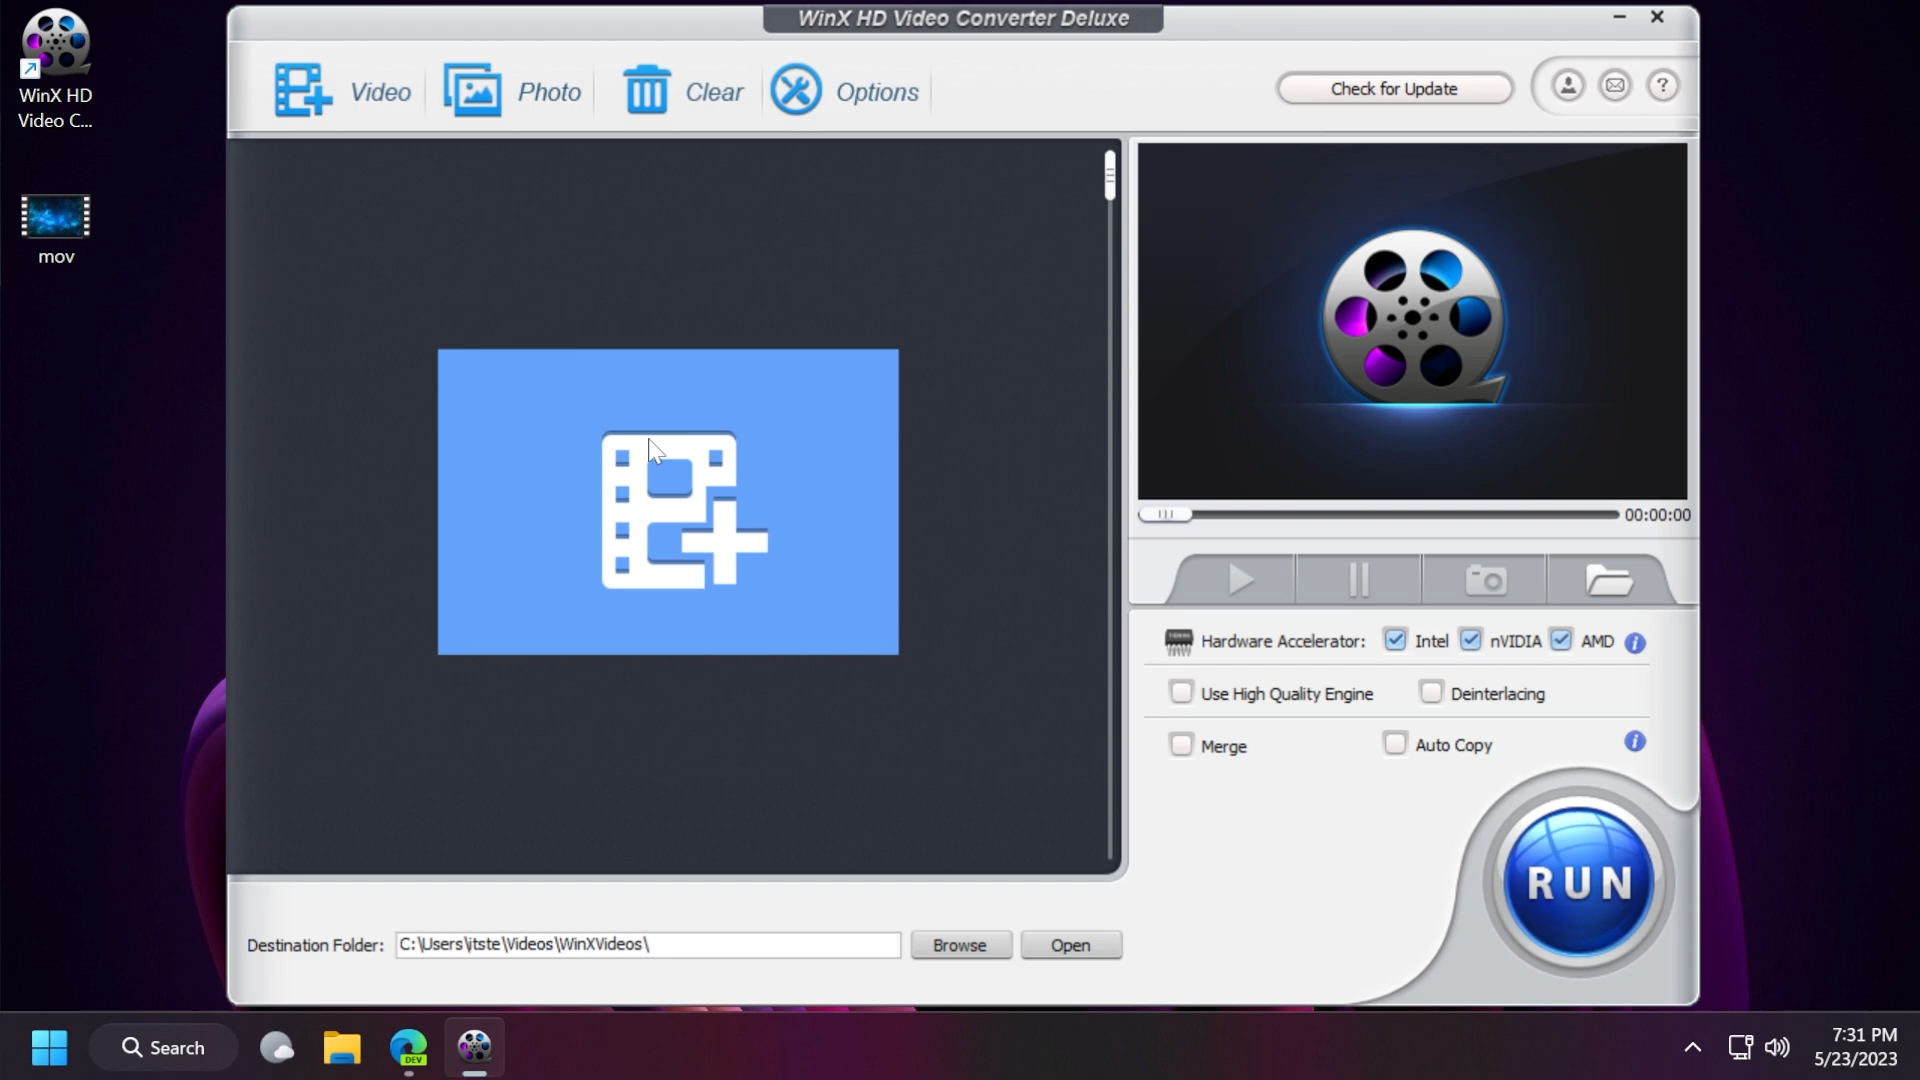 WinX HD Video Converter Deluxe
WinX HD
Video C...
mov
Video
Photo
Clear
Options
Check for Update
?
00:00:00
Hardware Accelerator:
Intel
nVIDIA
AMD
Use High Quality Engine
Deinterlacing
Merge
Auto Copy
RUN
Destination Folder:
C:\Users\itste\Videos\WinXVideos\
Browse
Open
Search
DEV
7:31 PM
5/23/2023